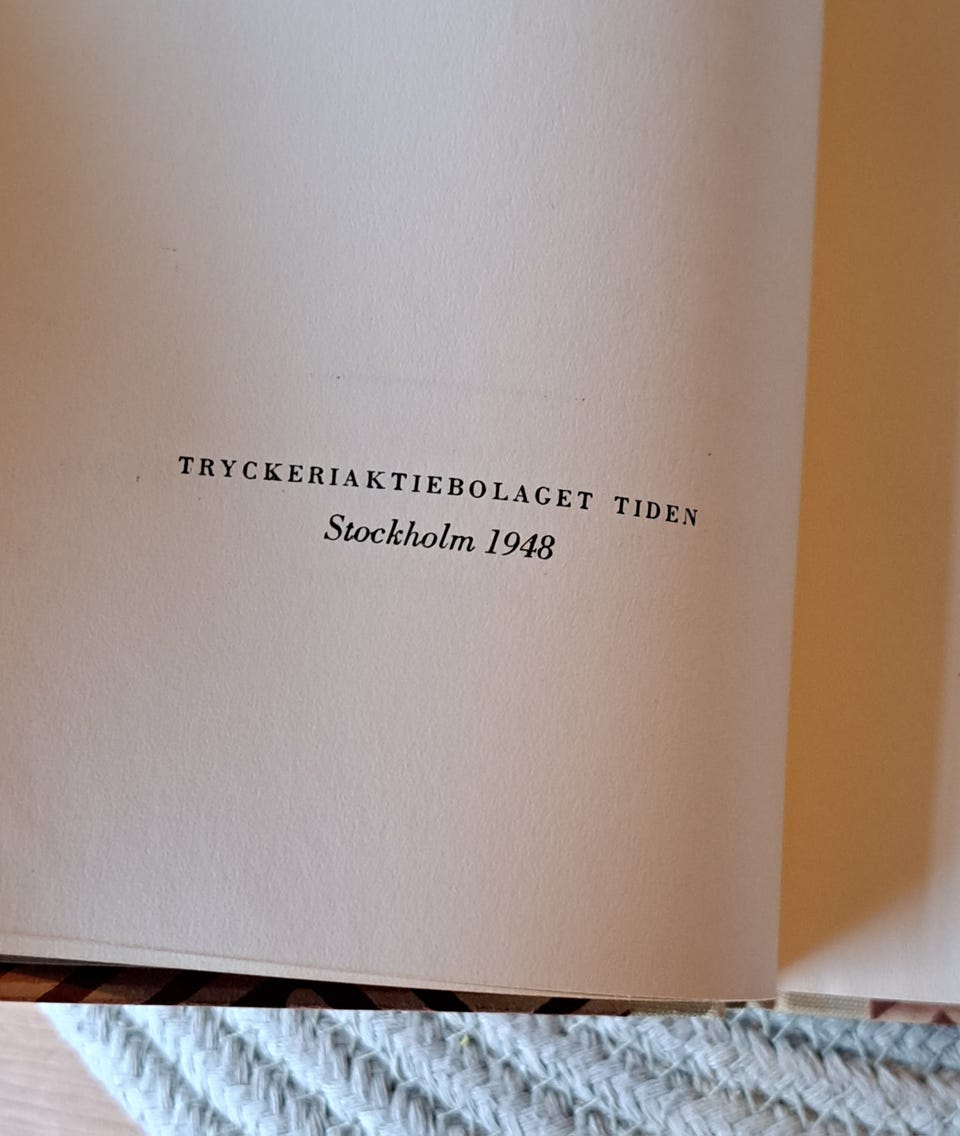 TRYCKERIAKTIEBOLAGET TIDEN
Stockholm 1948